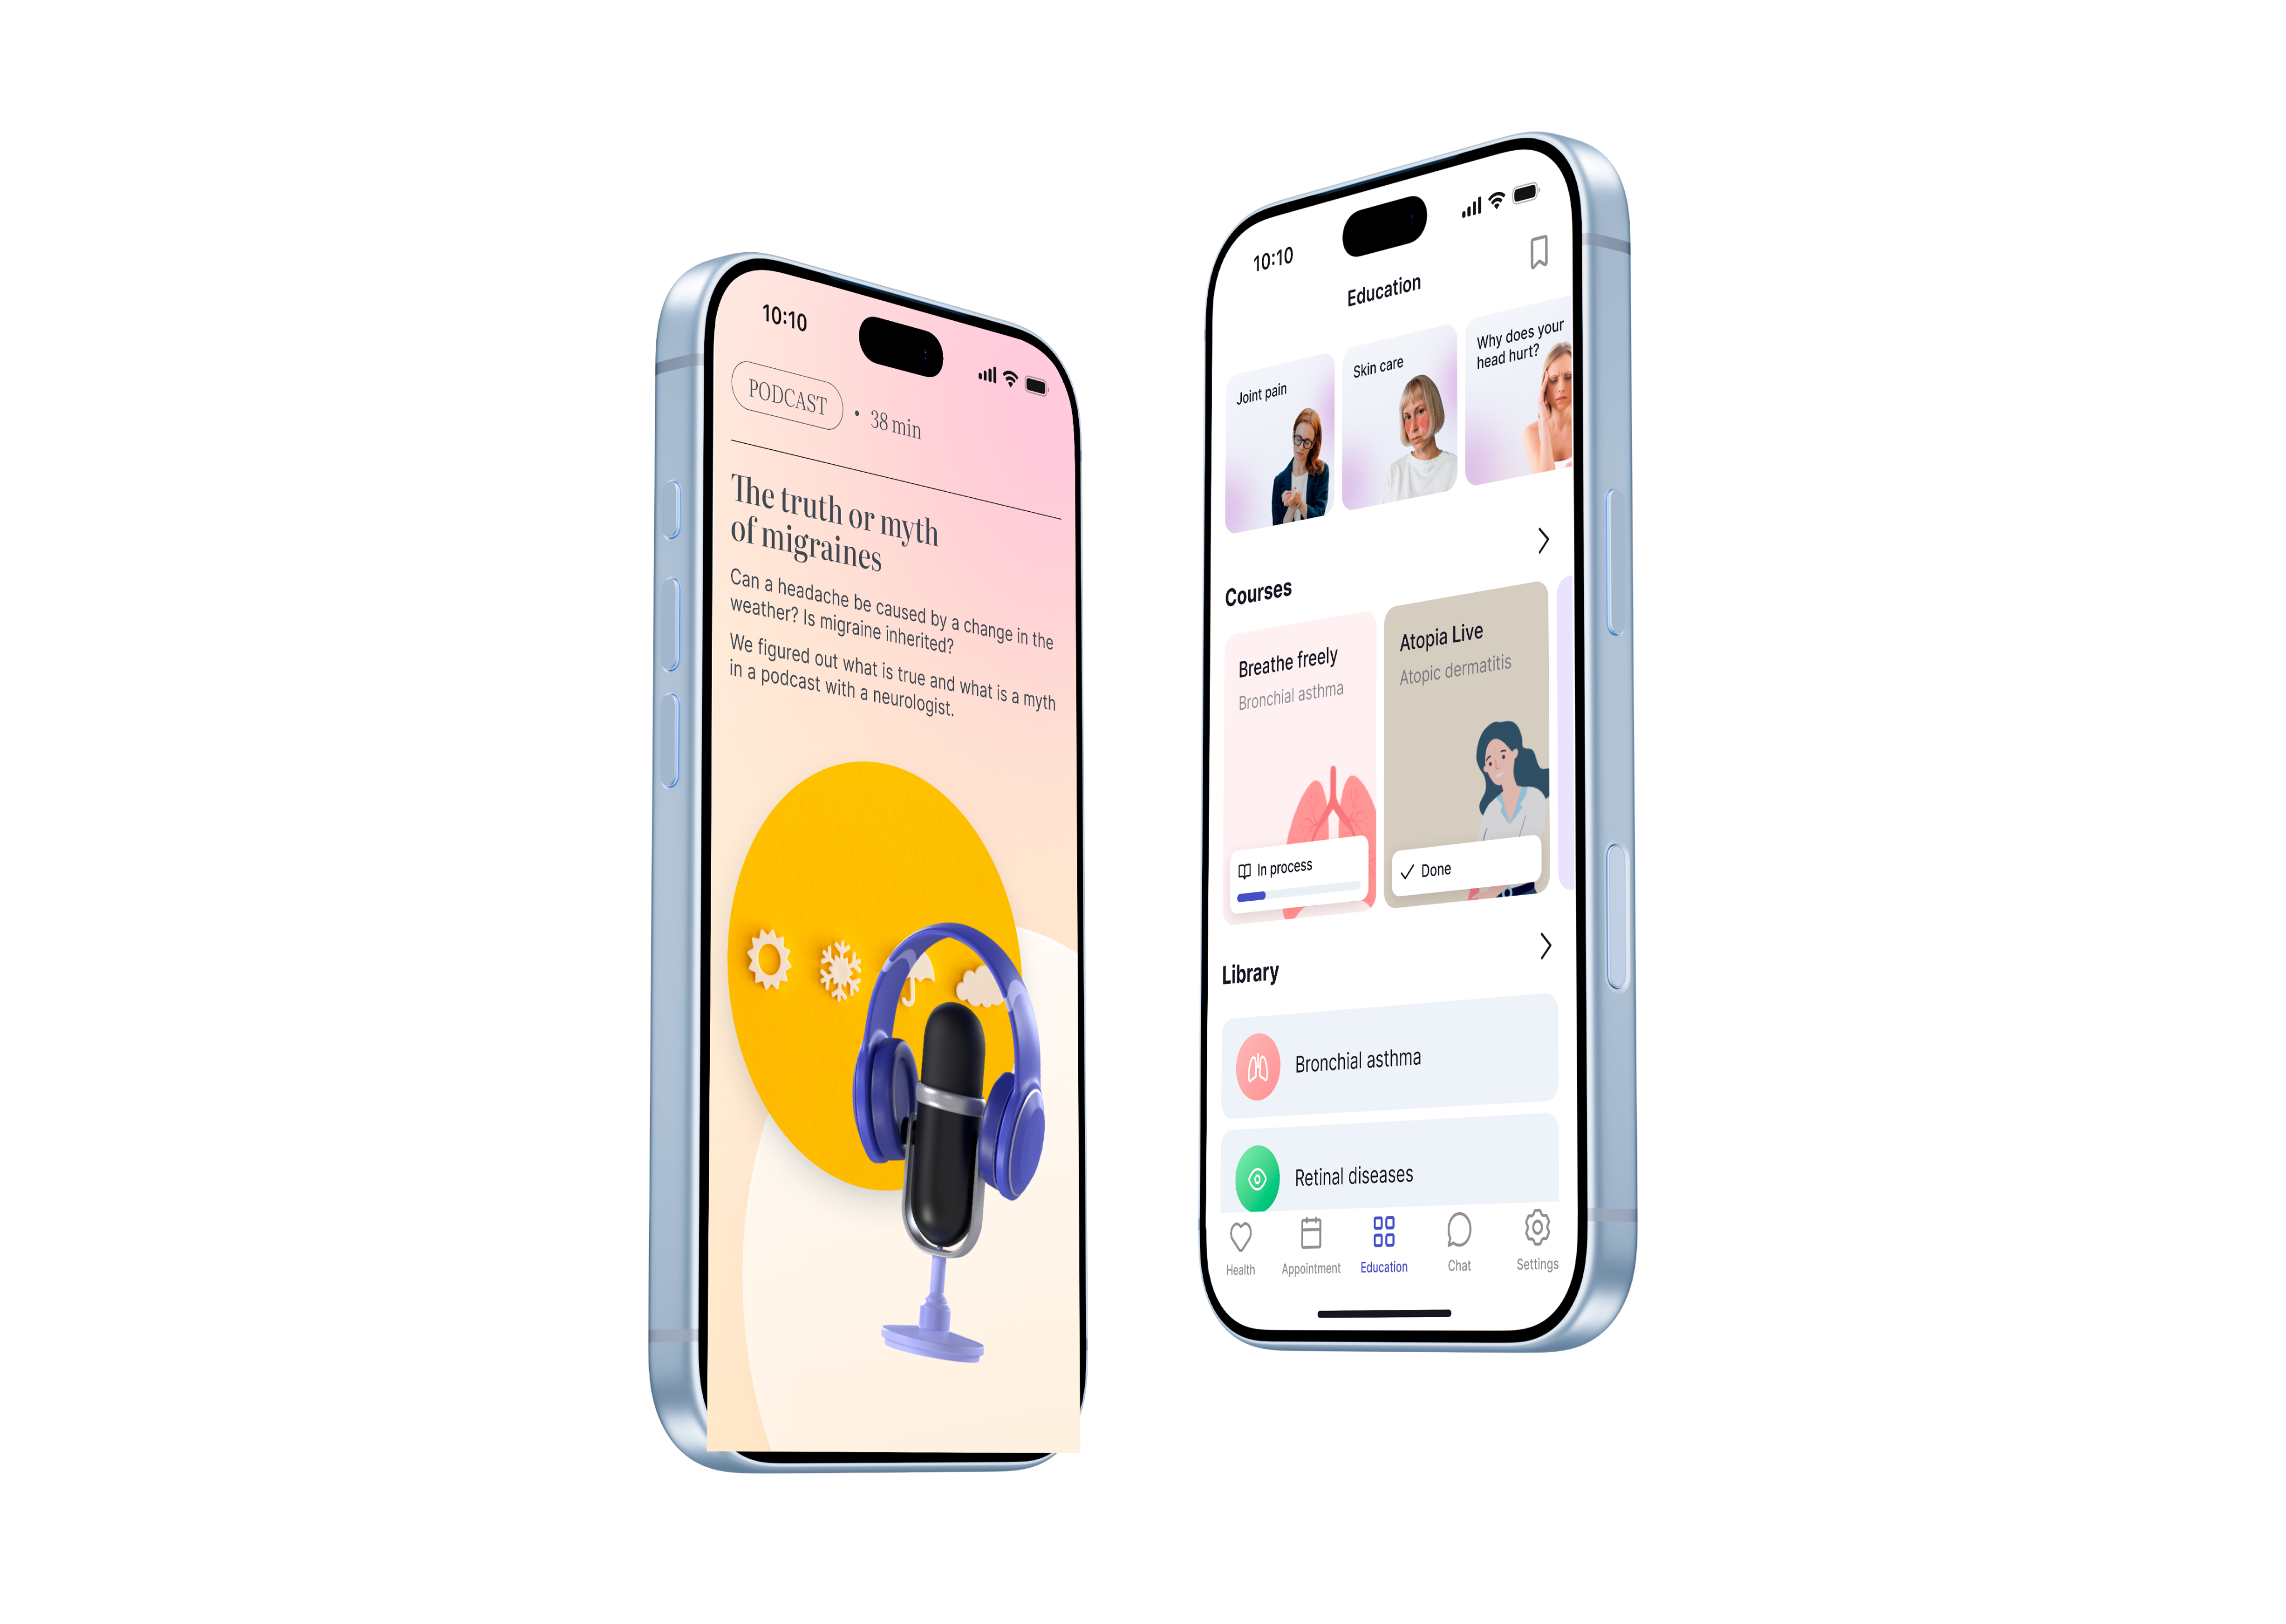 10:10
PODCAST • 38 min
The truth or myth
of migraines
Can a headache be caused by a change in the
weather? Is migraine inherited?
We figured out what is true and what is a myth
in a podcast with a neurologist.
10:10
Education
Joint pain
Skin care
Why does your
head hurt?
Courses
Breathe freely
Bronchial asthma
In process
Atopia Live
Atopic dermatitis
Done
Library
Bronchial asthma
Retinal diseases
Health
Appointment
Education
Chat
Settings